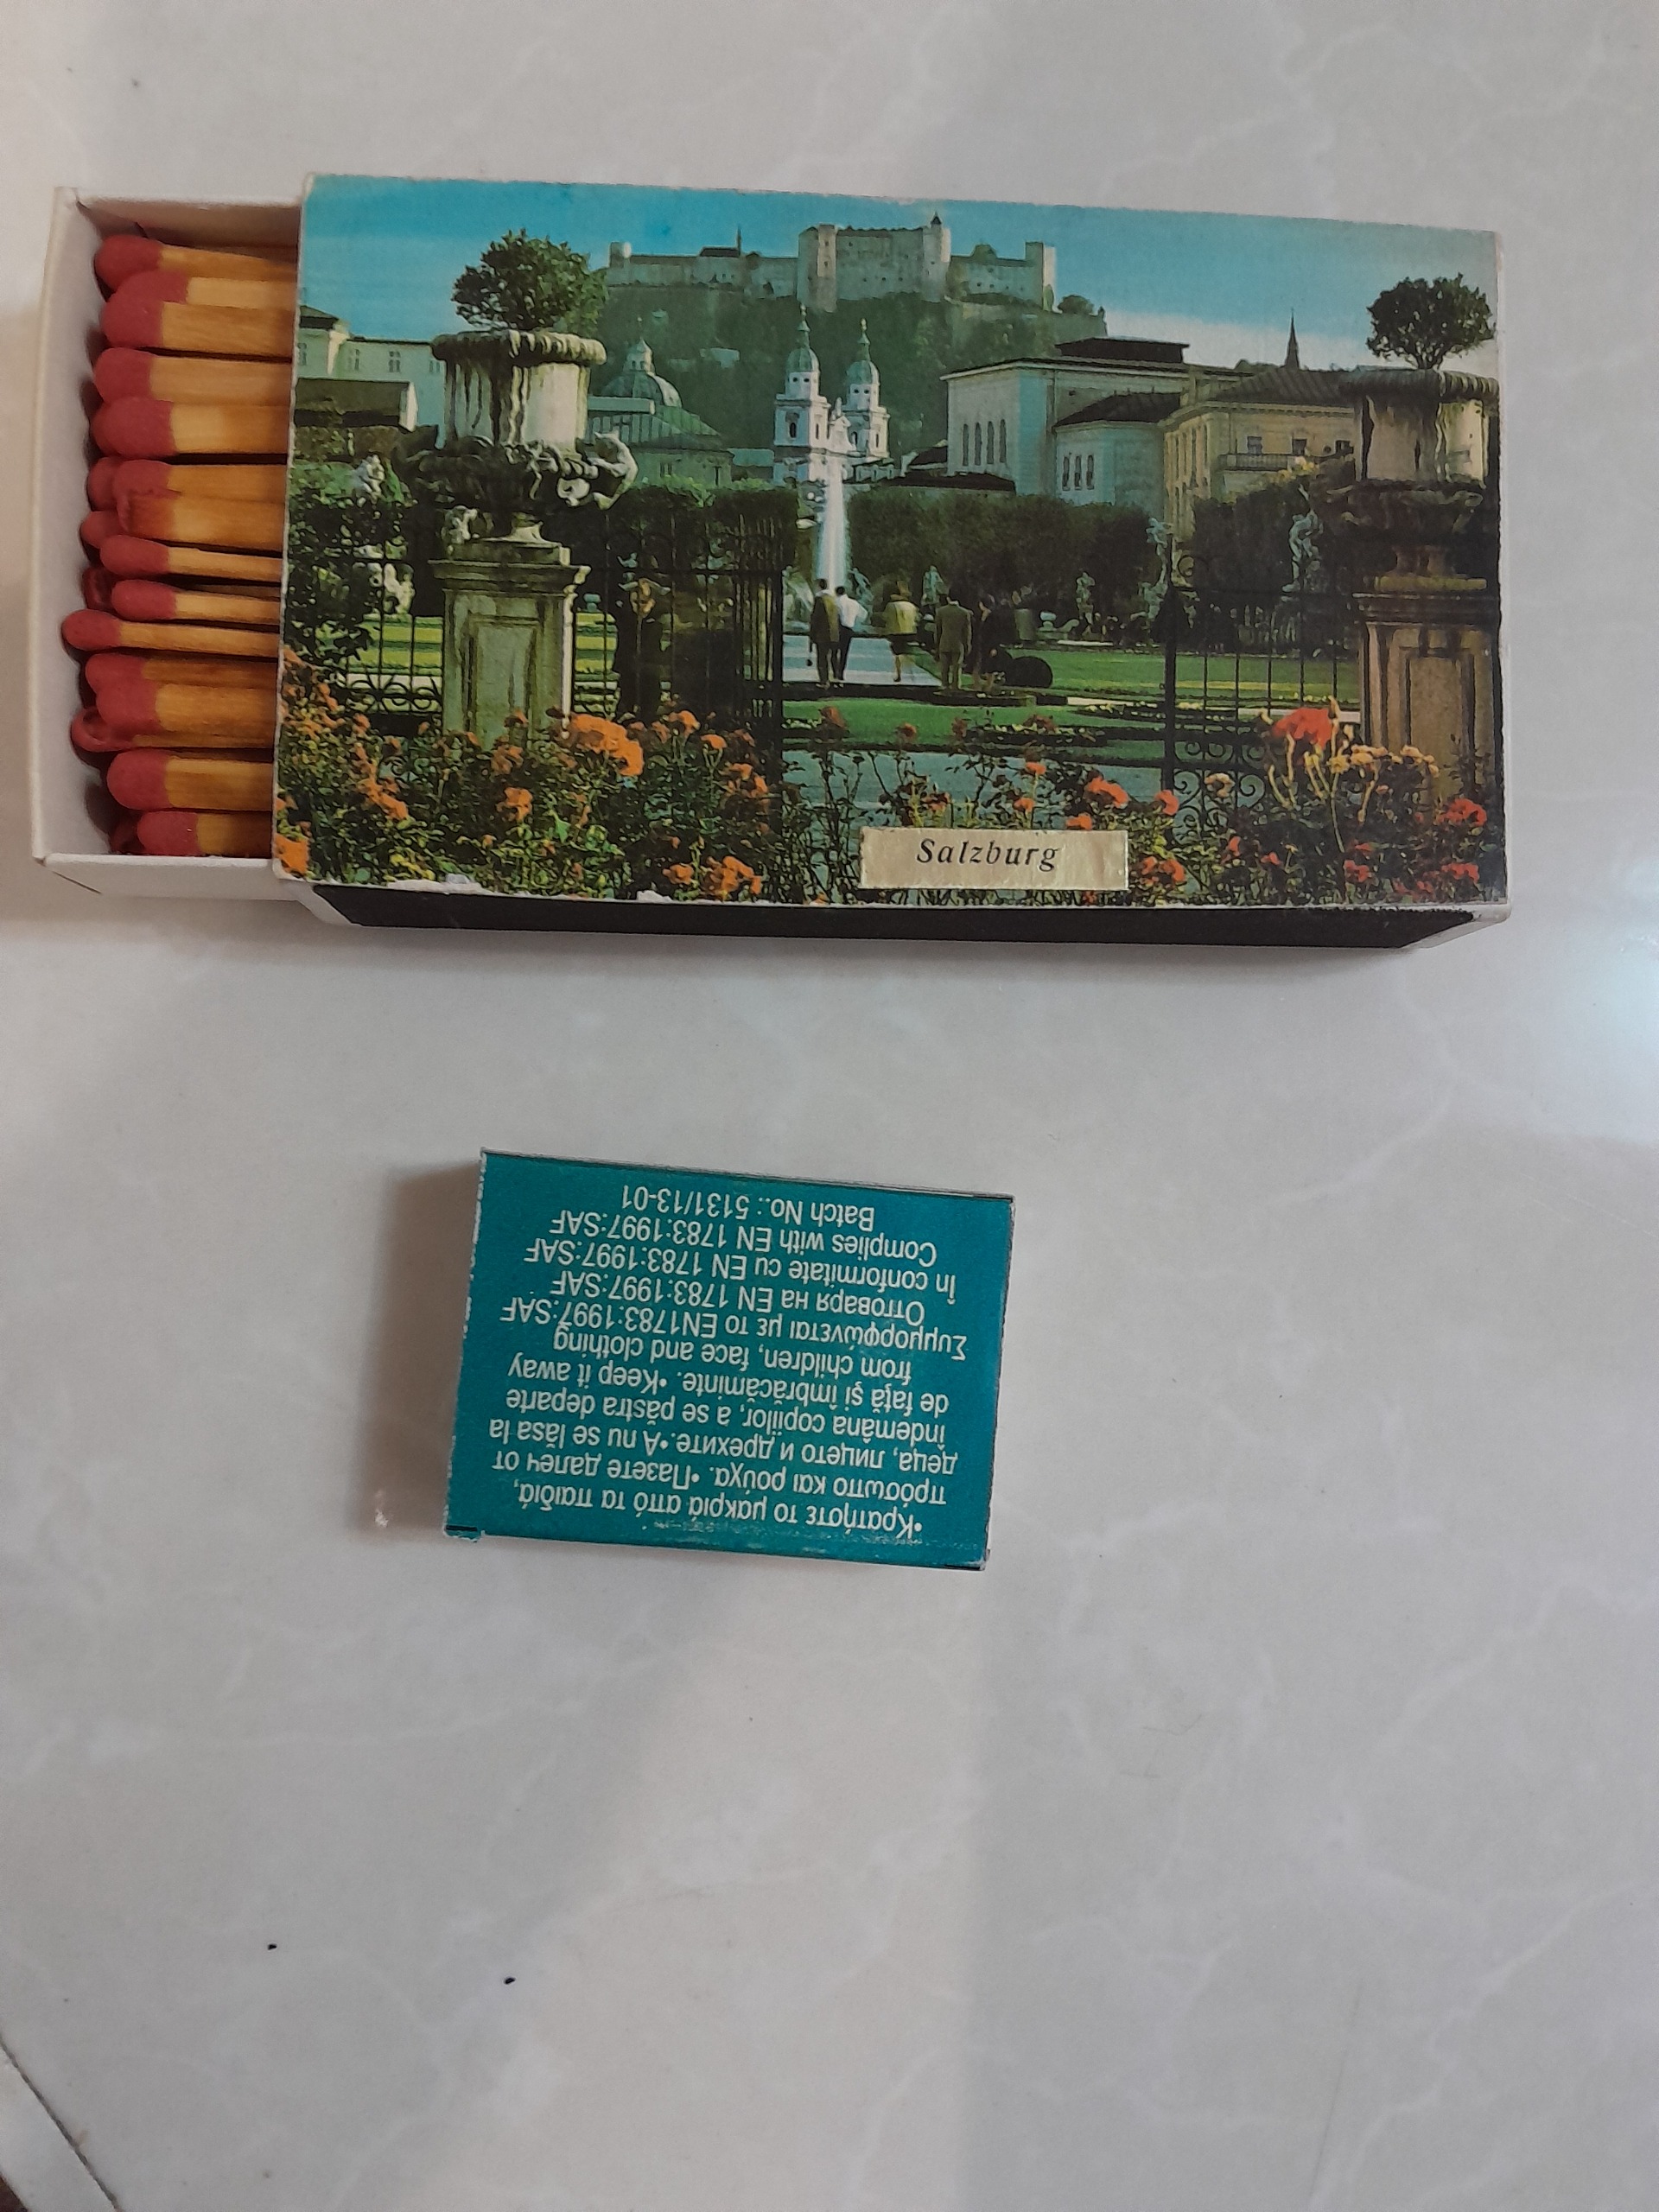 Salzburg
•Κρατήστε το μακριά από τα παιδιά,
πρόσωπο και ρούχα. •Пазете далеч от
деца, лицето и дрехите.•A nu se lăsa la
îndemâna copiilor, a se păstra departe
de faţă şi îmbrăcăminte. •Keep it away
from children, face and clothing
Συμμορφώνεται με το EN1783:1997:SAF
Отговаря на EN 1783:1997:SAF
În conformitate cu EN 1783:1997:SAF
Complies with EN 1783:1997:SAF
Batch No.: 5131/13-01